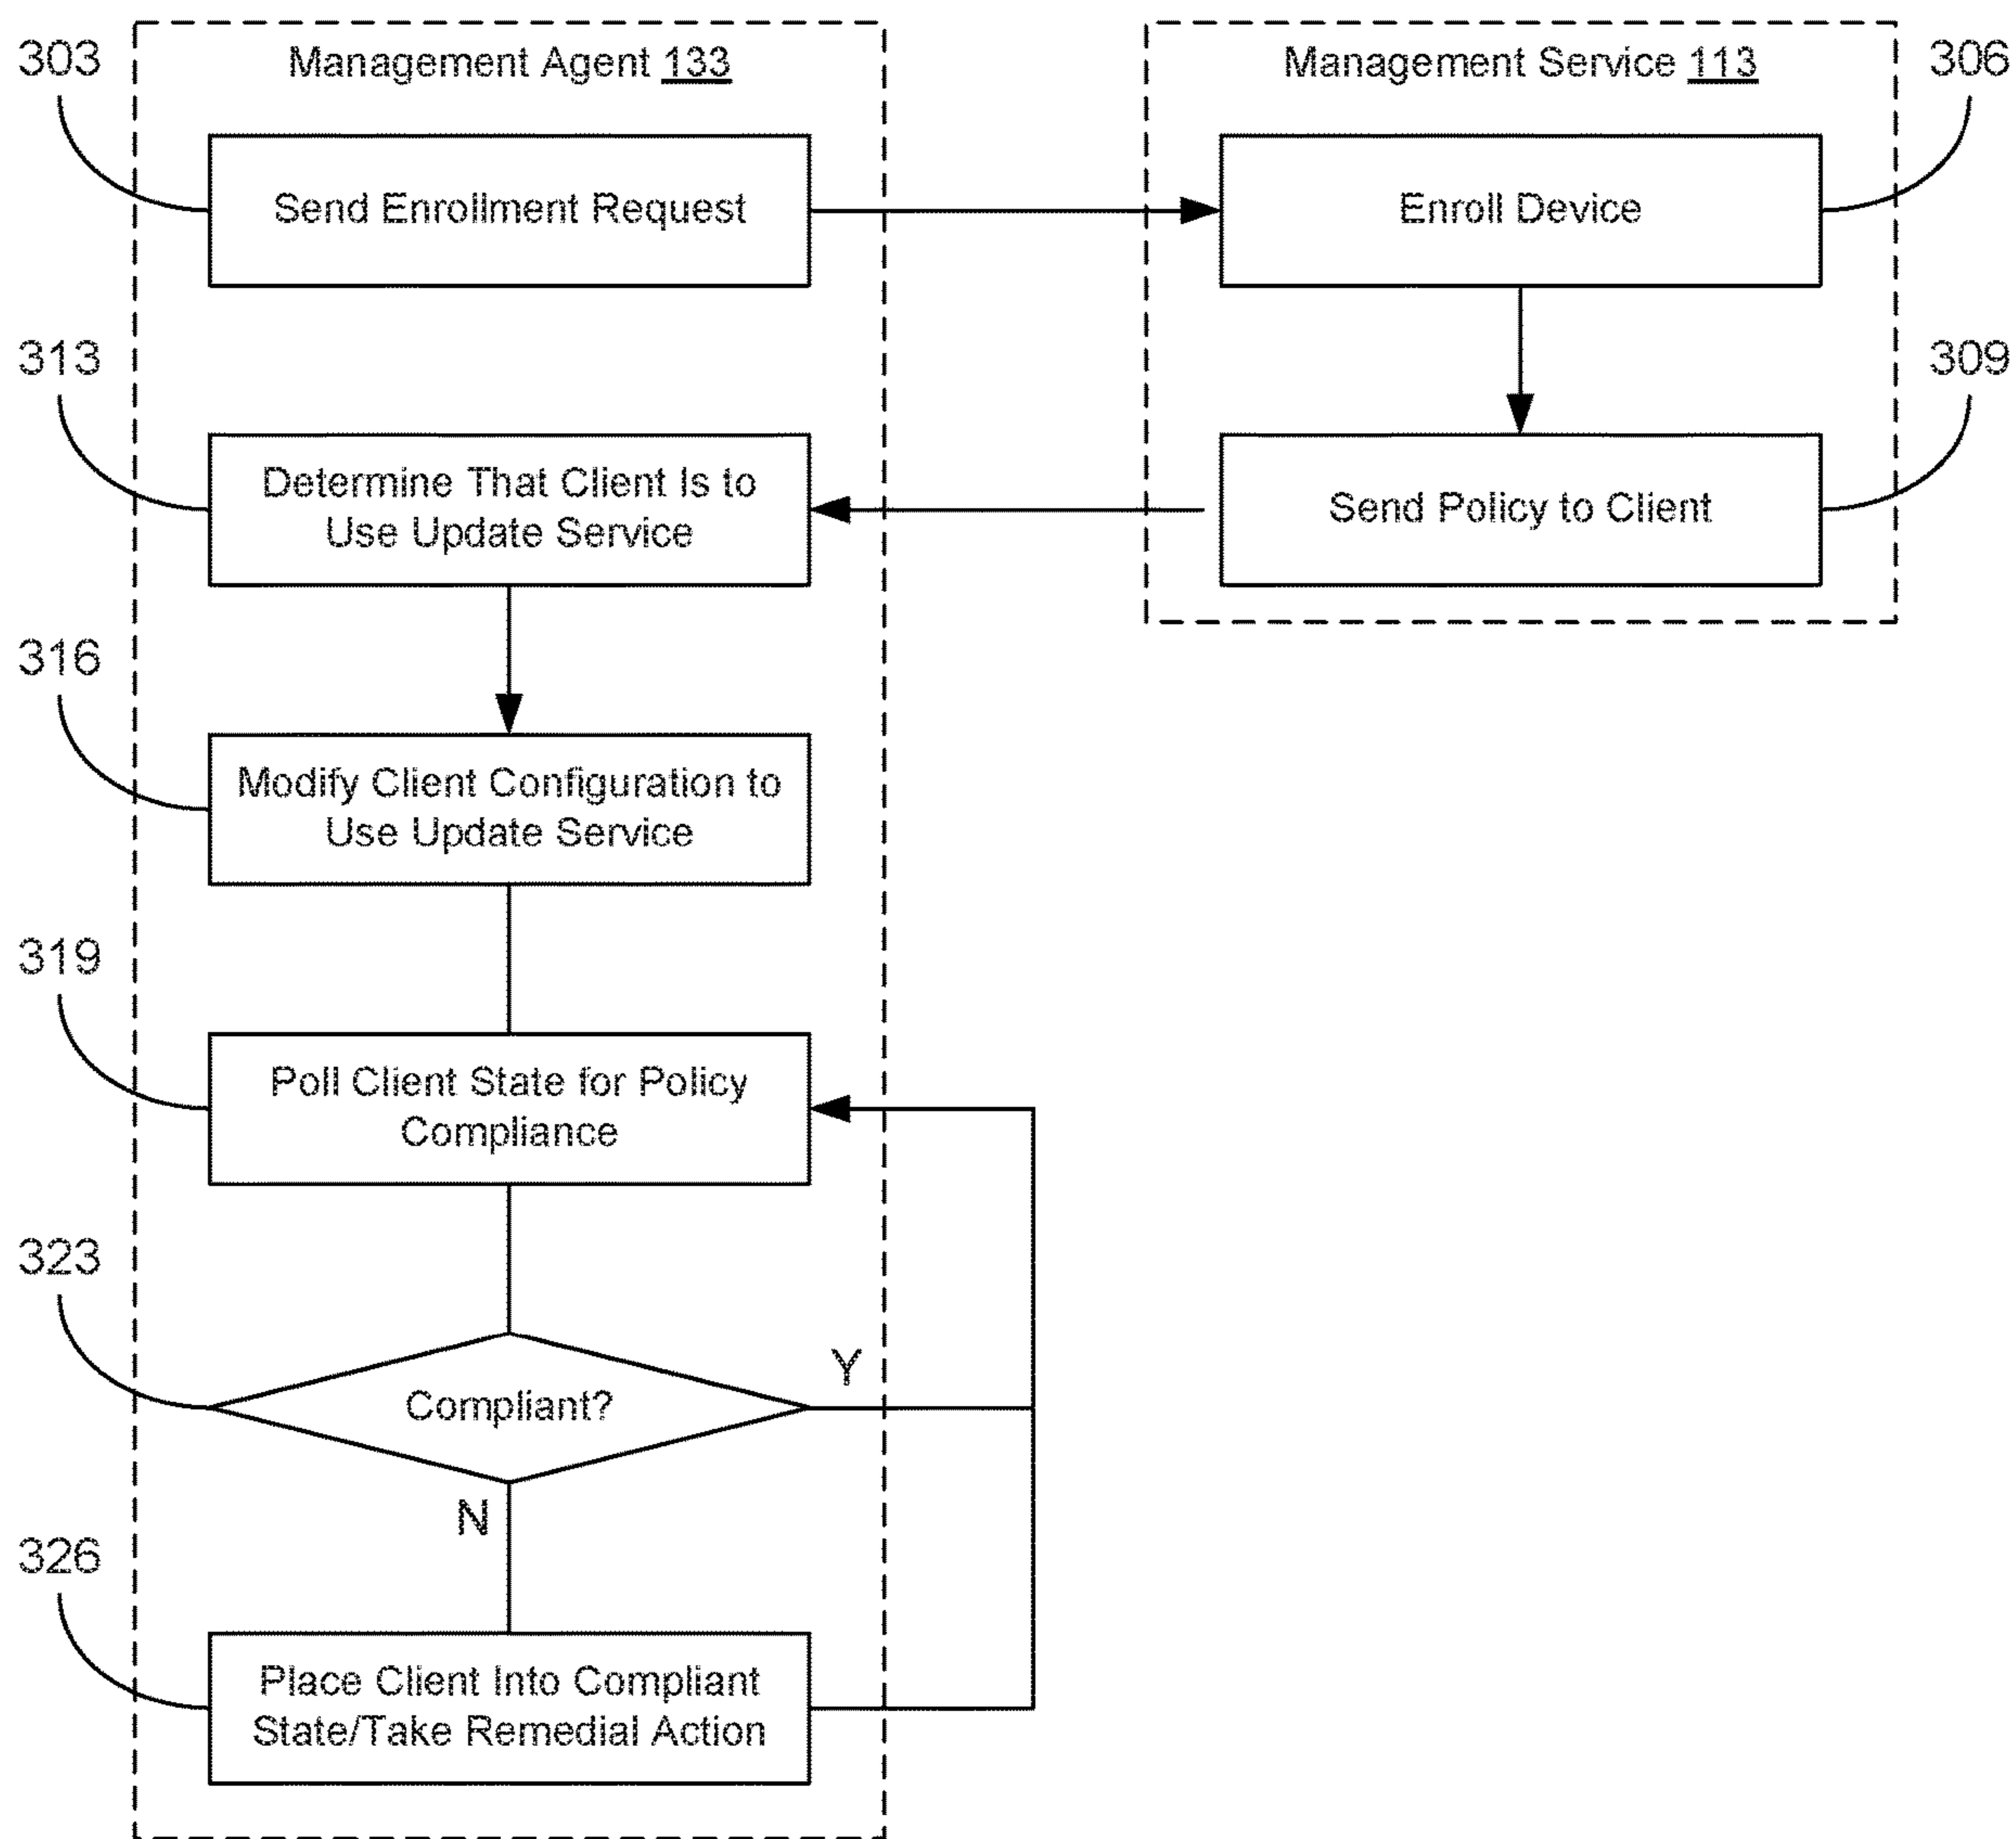 303
Management Agent 133
Management Service 113
306
Send Enrollment Request
Enroll Device
313
309
Determine That Client Is to
Use Update Service
Send Policy to Client
316
Modify Client Configuration to
Use Update Service
319
Poll Client State for Policy
Compliance
323
Compliant?
Y
N
326
Place Client Into Compliant
State/Take Remedial Action